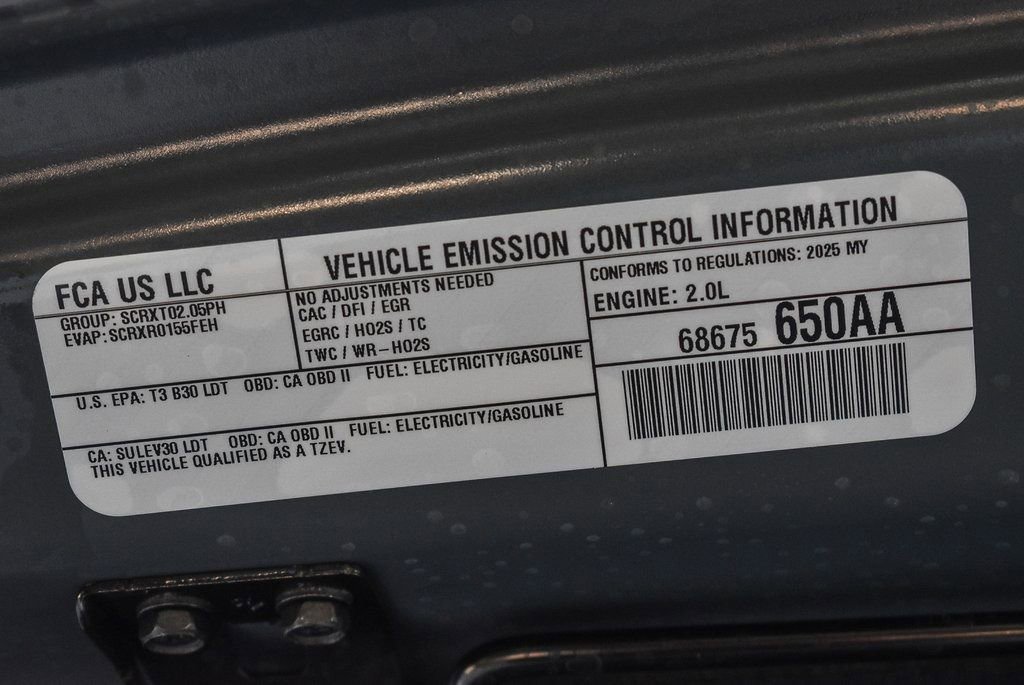 FCA US LLC
GROUP: SCRXT02.05PH
EVAP: SCRXR0155FEH
VEHICLE EMISSION CONTROL INFORMATION
NO ADJUSTMENTS NEEDED
CAC / DFI / EGR
EGRC / HO2S / TC
TWC / WR-HO2S
CONFORMS TO REGULATIONS: 2025 MY
ENGINE: 2.0L
68675 650AA
U.S. EPA: T3 B30 LDT OBD: CA OBD II FUEL: ELECTRICITY/GASOLINE
CA: SULEV30 LDT OBD: CA OBD II FUEL: ELECTRICITY/GASOLINE
THIS VEHICLE QUALIFIED AS A TZEV.